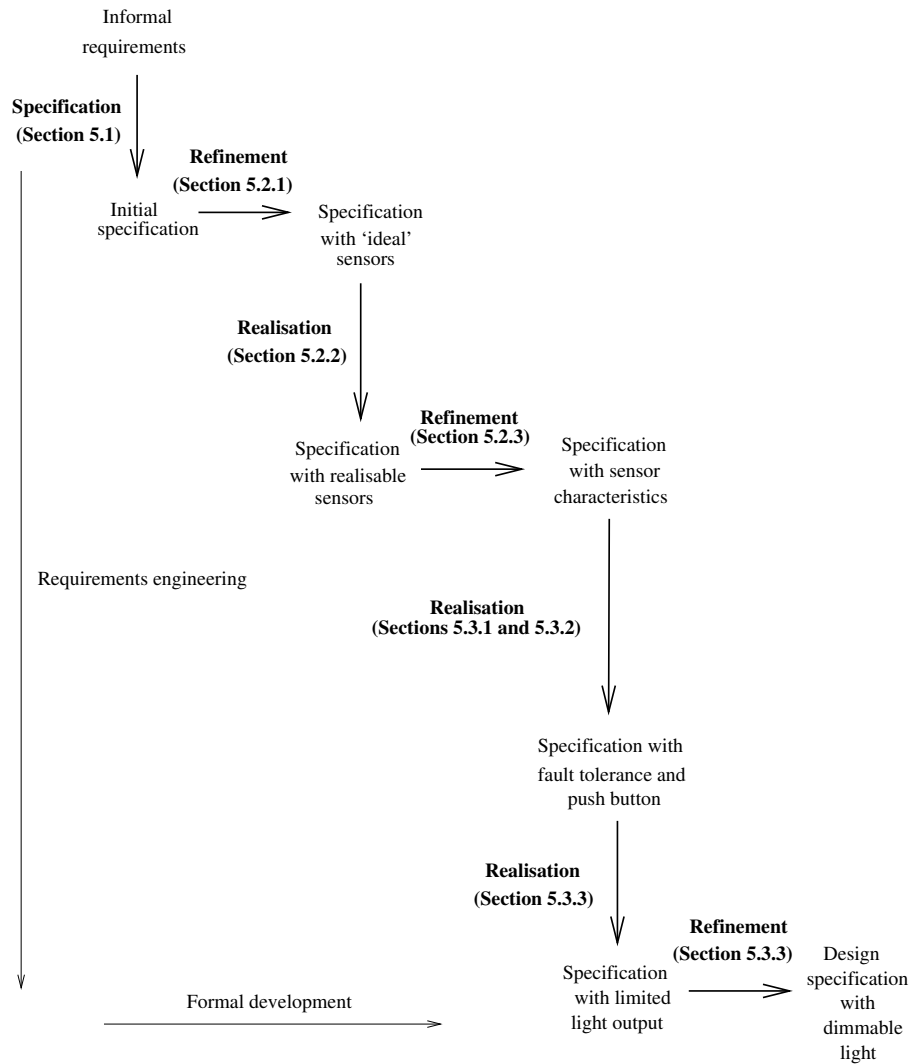 Informal
requirements
Specification
(Section 5.1)
Refinement
(Section 5.2.1)
Initial
specification
Specification
with ‘ideal’
sensors
Realisation
(Section 5.2.2)
Refinement
(Section 5.2.3)
Specification
with realisable
sensors
Specification
with sensor
characteristics
Requirements engineering
Realisation
(Sections 5.3.1 and 5.3.2)
Specification with
fault tolerance and
push button
Realisation
(Section 5.3.3)
Refinement
(Section 5.3.3)
Specification
with limited
light output
Design
specification
with
dimmable
light
Formal development